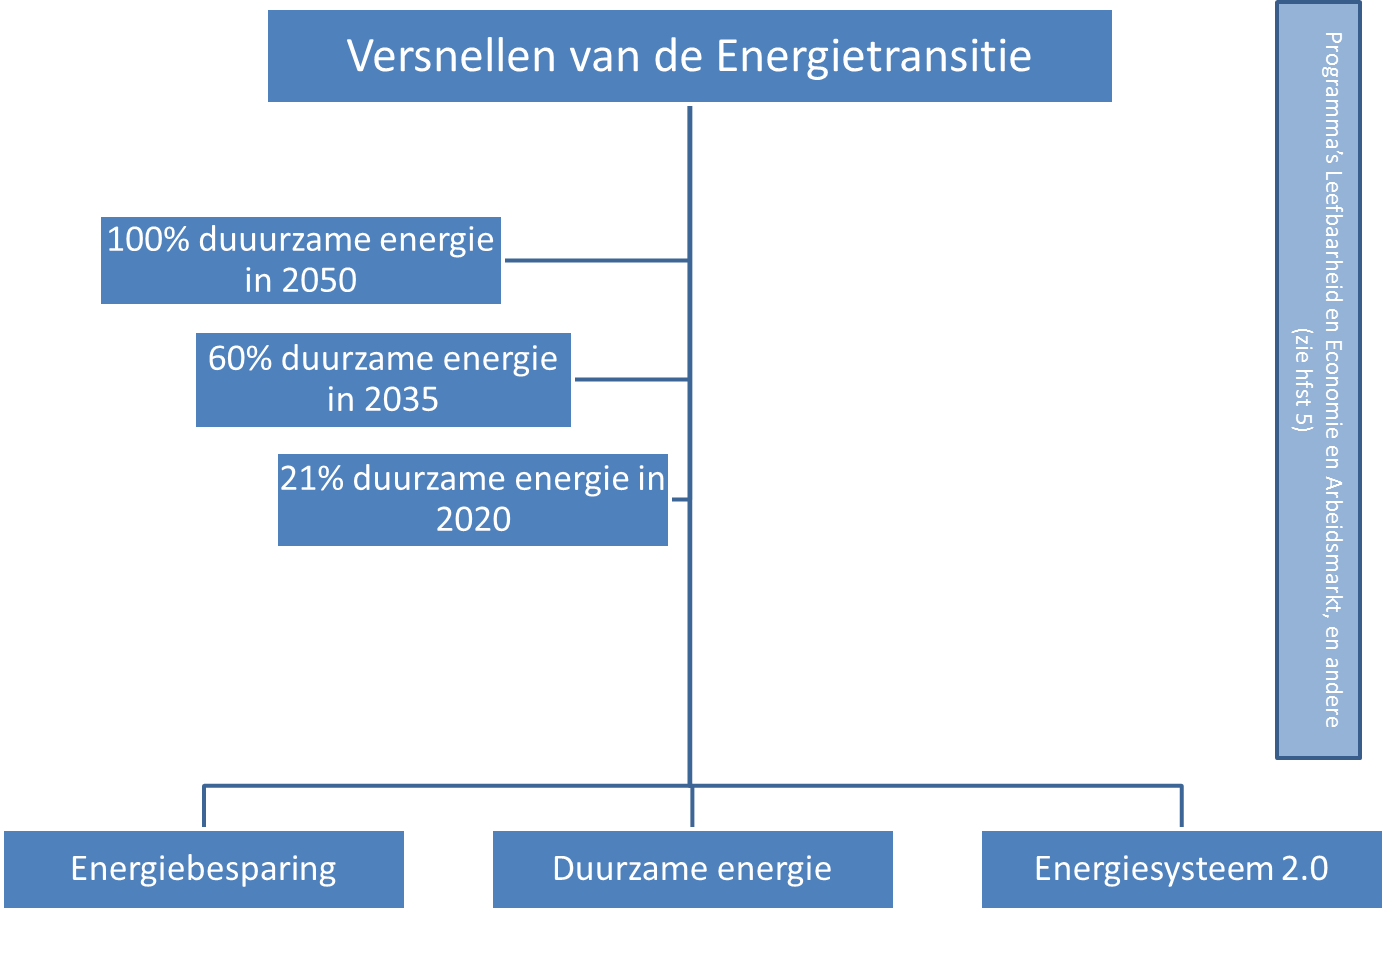 Versnellen van de Energietransitie
100% duuurzame energie
in 2050
60% duurzame energie
in 2035
21% duurzame energie in
2020
Energiebesparing
Duurzame energie
Energiesysteem 2.0
Programma’s Leefbaarheid en Economie en Arbeidsmarkt, en andere
(zie hfst 5)